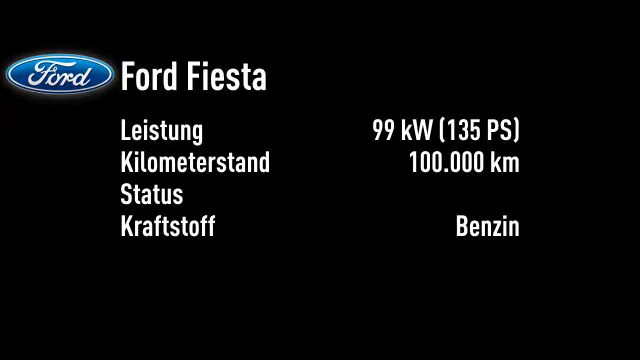 Ford Ford Fiesta
Leistung 99 kW (135 PS)
Kilometerstand 100.000 km
Status
Kraftstoff Benzin